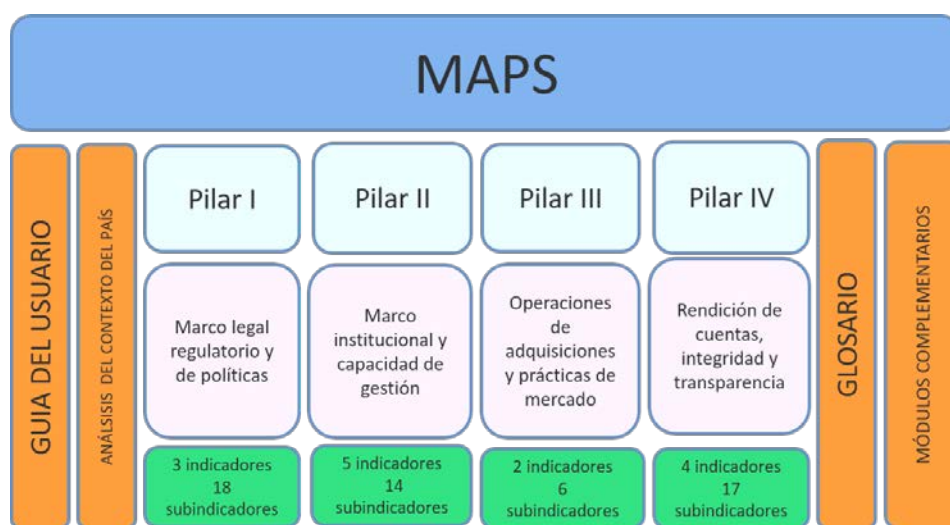 MAPS
GUIA DEL USUARIO
ANÁLSISIS DEL CONTEXTO DEL PAÍS
Pilar I
Marco legal
regulatorio y
de políticas
3 indicadores
18
subindicadores
Pilar II
Marco
institucional y
capacidad de
gestión
5 indicadores
14
subindicadores
Pilar III
Operaciones
de
adquisiciones
y prácticas de
mercado
2 indicadores
6
subindicadores
Pilar IV
Rendición de
cuentas,
integridad y
transparencia
4 indicadores
17
subindicadores
GLOSARIO
MÓDULOS COMPLEMENTARIOS